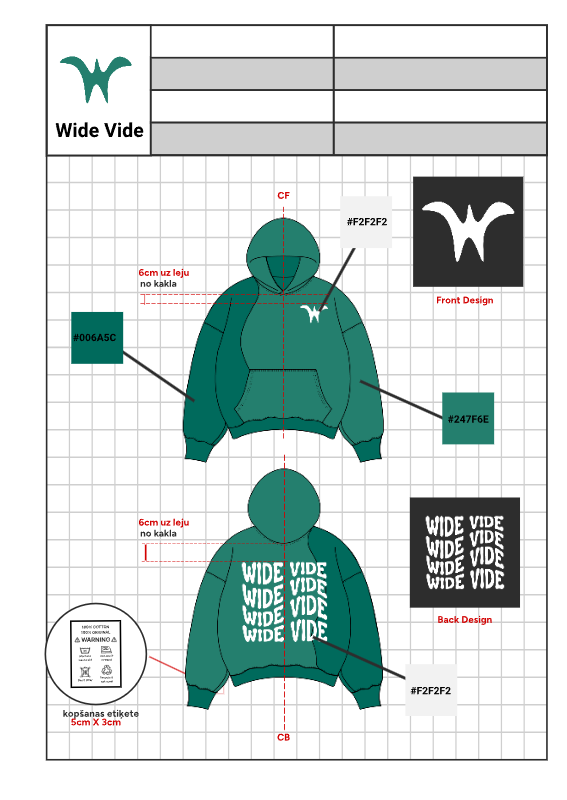 Wide Vide
CF
#F2F2F2
6cm uz leju
no kakla
Front Design
#006A5C
#247F6E
6cm uz leju
no kakla
WIDE VIDE
WIDE VIDE
WIDE VIDE
WIDE VIDE
WIDE VIDE
WIDE VIDE
WIDE VIDE
WIDE VIDE
Back Design
100% COTTON
100% ORIGINAL
WARNING
#F2F2F2
kopšanas etiķete
5cm X 3cm
CB